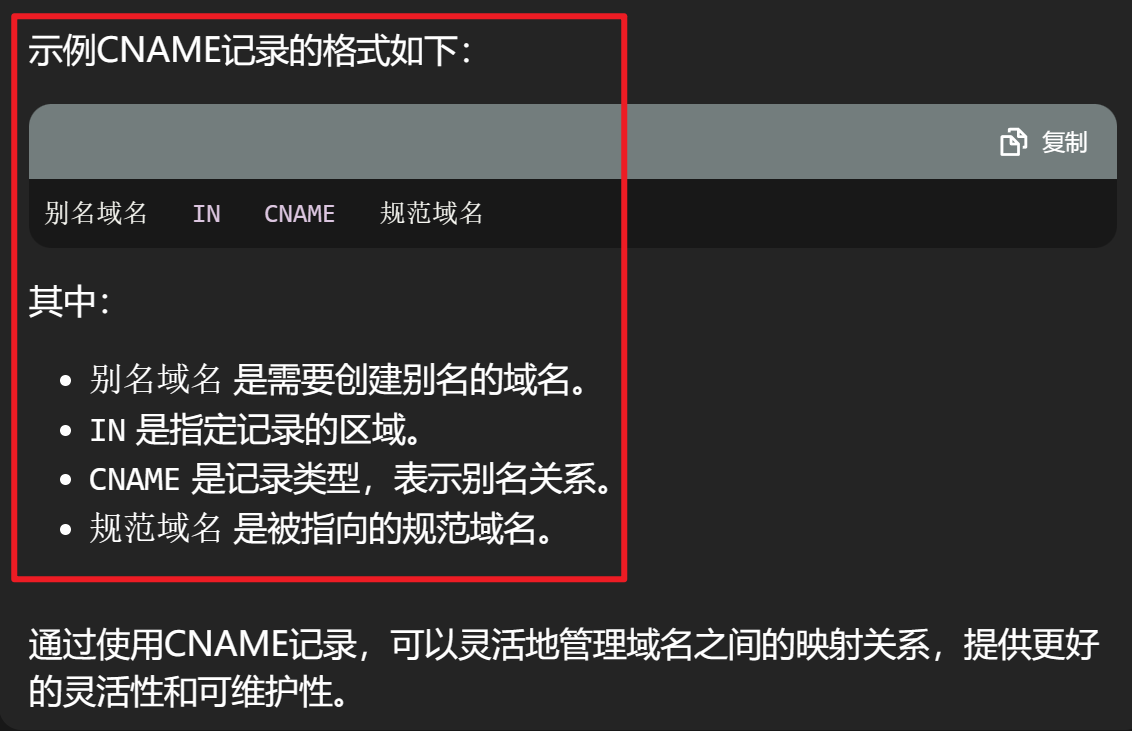 示例CNAME记录的格式如下：
复制
别名域名 IN CNAME 规范域名
其中：
• 别名域名 是需要创建别名的域名。
• IN 是指定记录的区域。
• CNAME 是记录类型，表示别名关系。
• 规范域名 是被指向的规范域名。
通过使用CNAME记录，可以灵活地管理域名之间的映射关系，提供更好
的灵活性和可维护性。